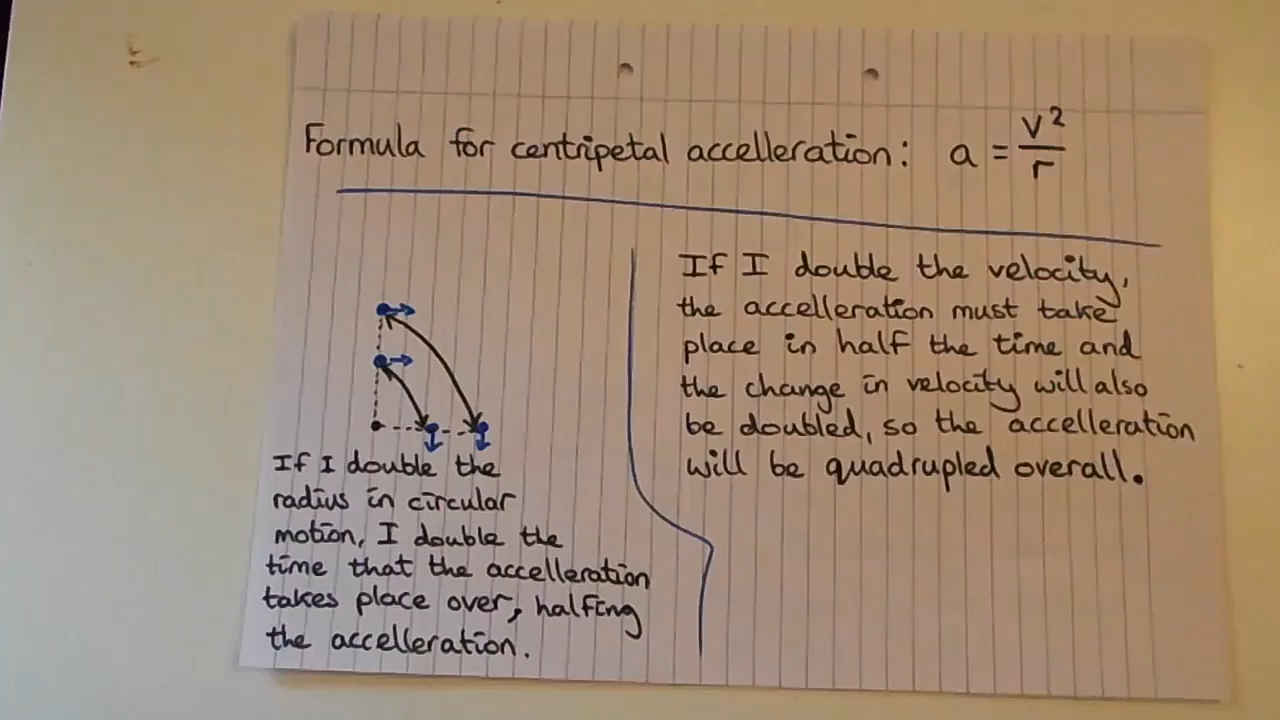 Formula for centripetal accelleration: a = v²/r
If I double the
radius in circular
motion, I double the
time that the accelleration
takes place over, halfing
the accelleration.
If I double the velocity,
the accelleration must take
place in half the time and
the change in velocity will also
be doubled, so the accelleration
will be quadrupled overall.